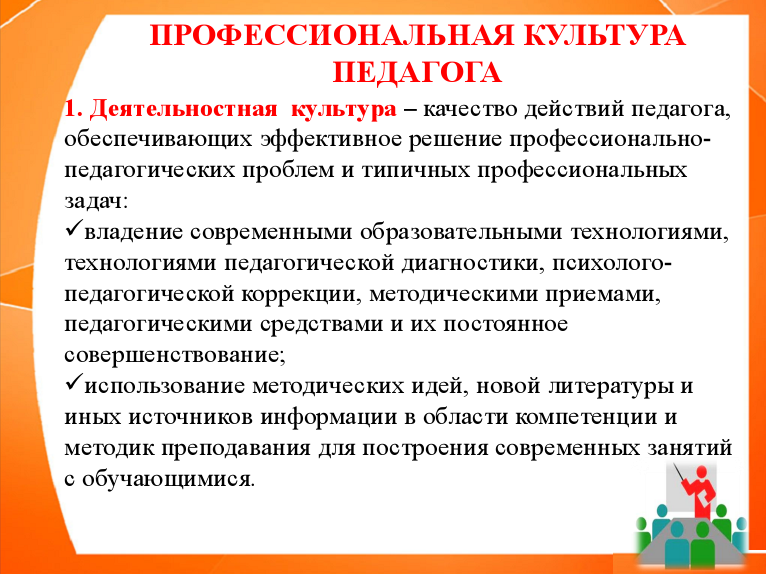 ПРОФЕССИОНАЛЬНАЯ КУЛЬТУРА
ПЕДАГОГА
1. Деятельностная культура – качество действий педагога,
обеспечивающих эффективное решение профессионально-
педагогических проблем и типичных профессиональных
задач:
✓владение современными образовательными технологиями,
технологиями педагогической диагностики, психолого-
педагогической коррекции, методическими приемами,
педагогическими средствами и их постоянное
совершенствование;
✓использование методических идей, новой литературы и
иных источников информации в области компетенции и
методик преподавания для построения современных занятий
с обучающимися.